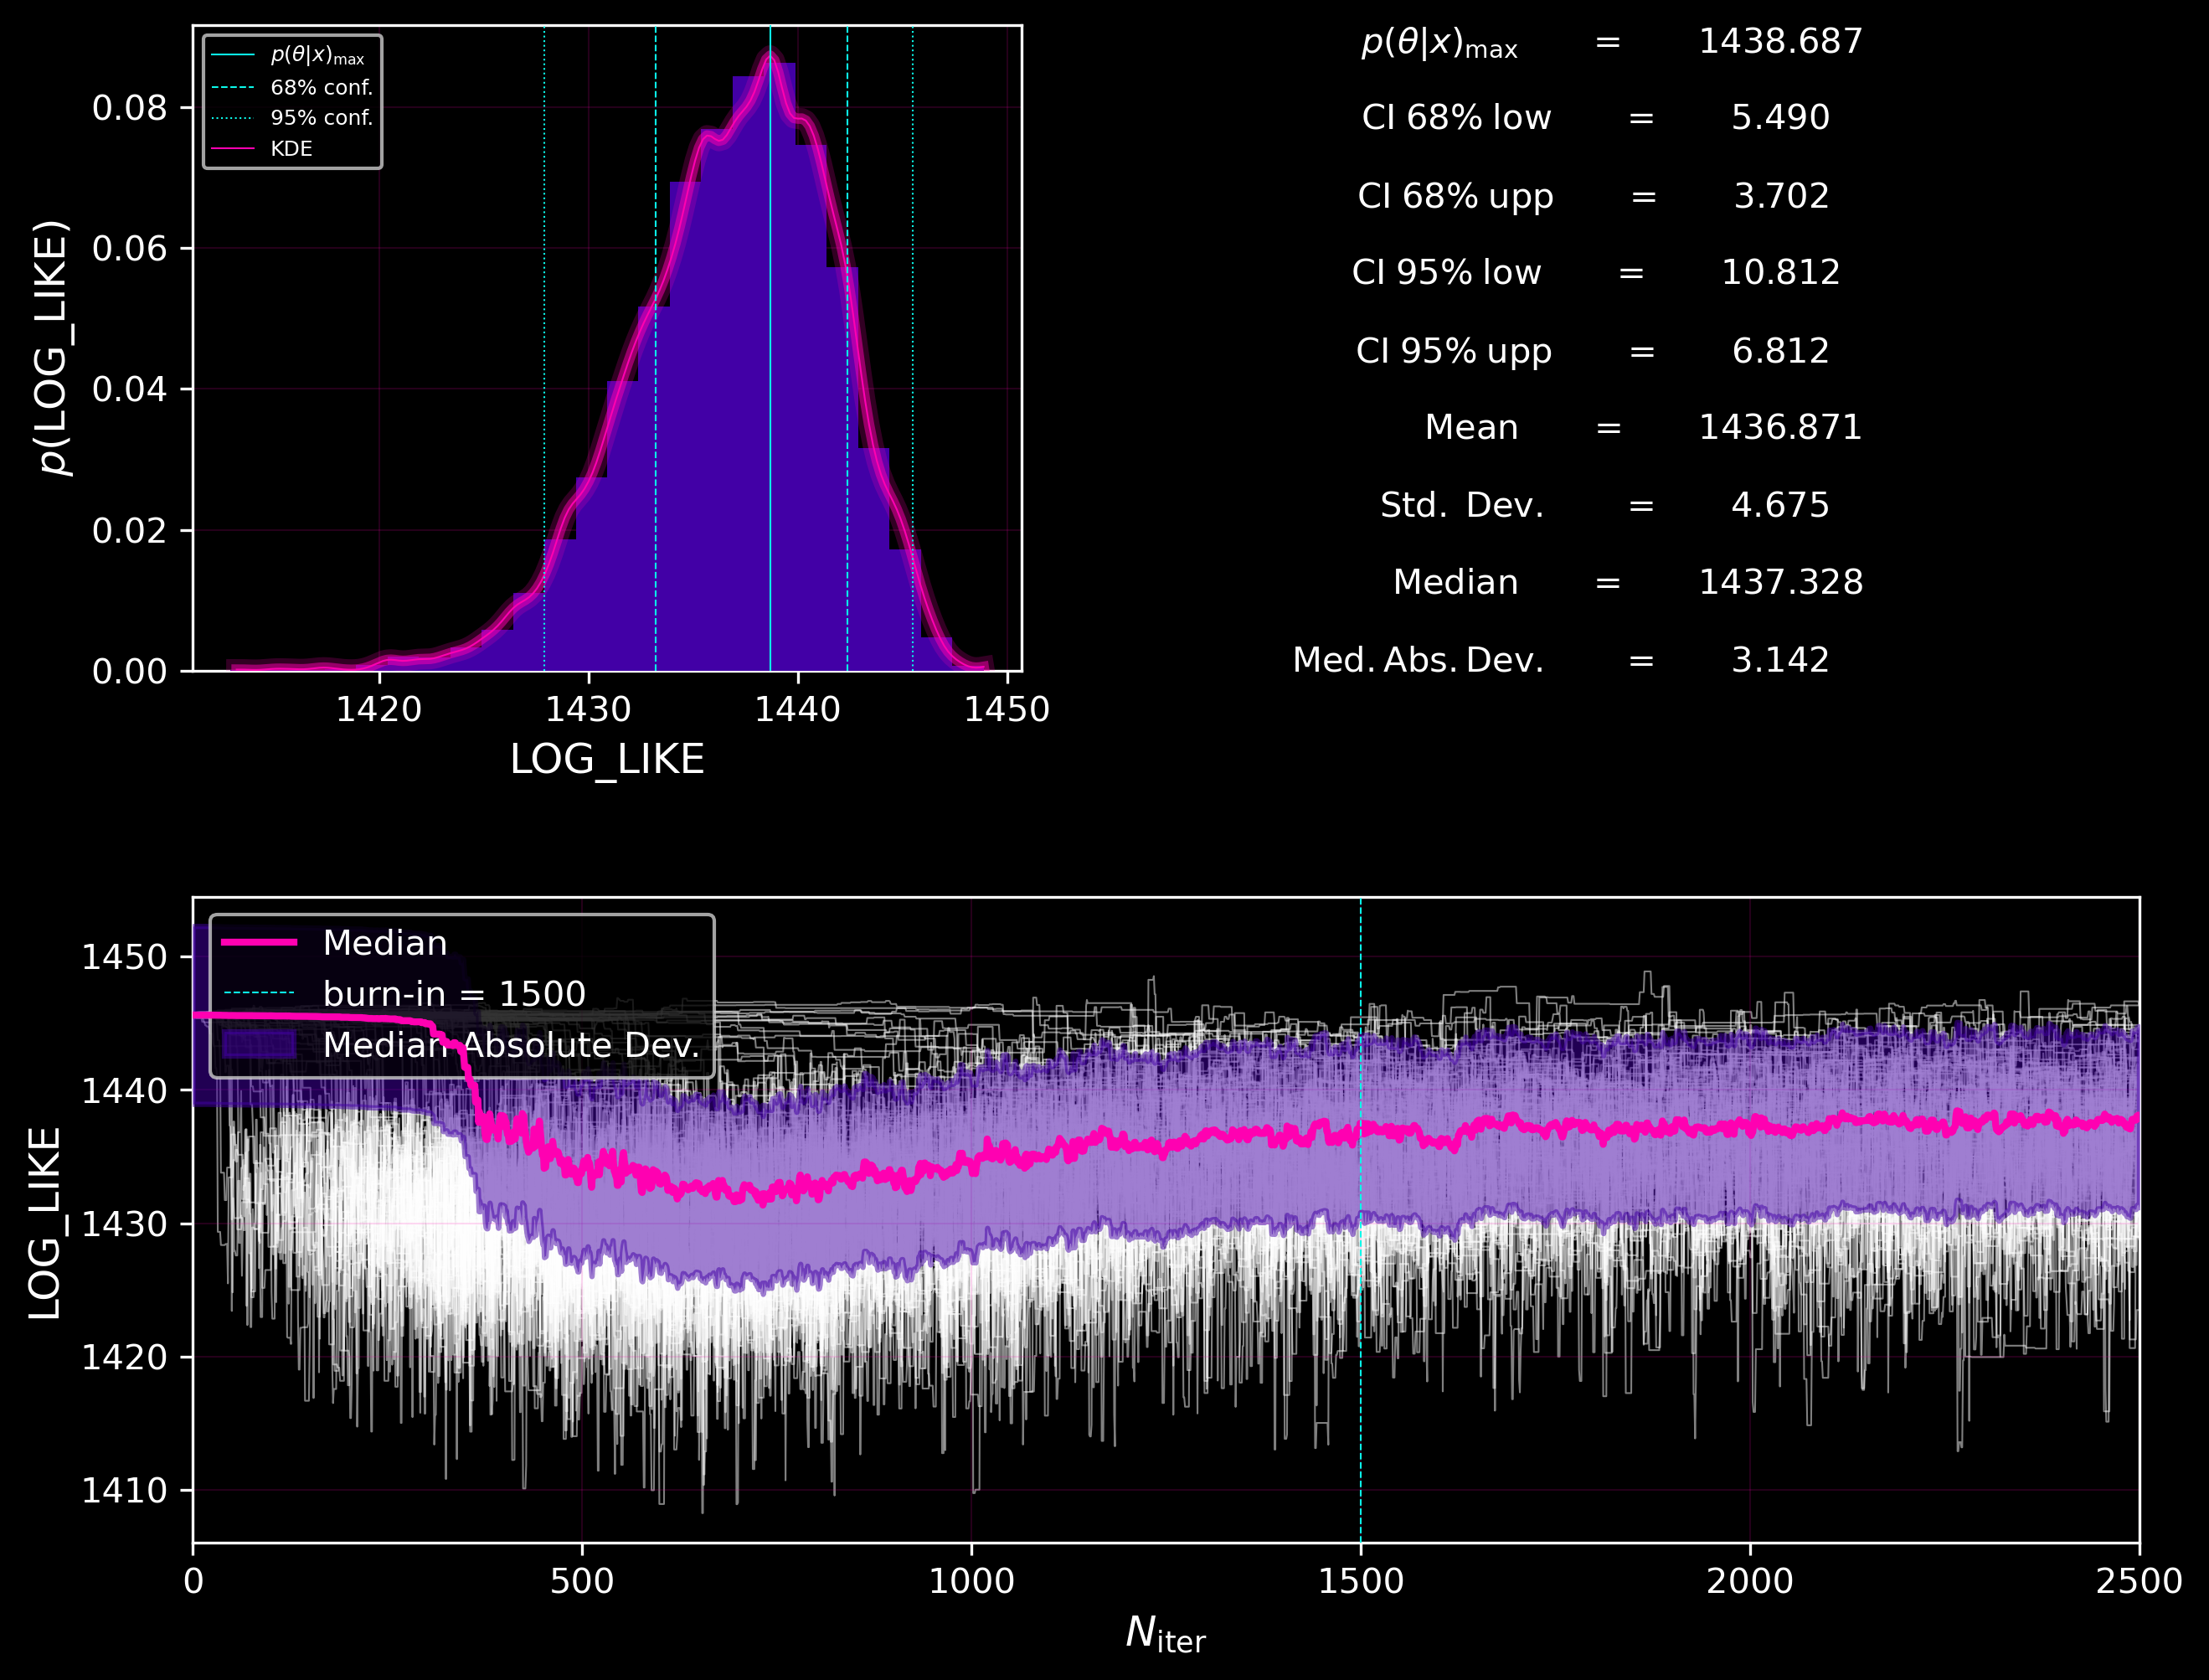 p(θ|x)max
68% conf.
95% conf.
KDE
0.08
0.06
0.04
0.02
0.00
p(LOG_LIKE)
1420 1430 1440 1450
LOG_LIKE
p(θ|x)max = 1438.687
CI 68% low = 5.490
CI 68% upp = 3.702
CI 95% low = 10.812
CI 95% upp = 6.812
Mean = 1436.871
Std. Dev. = 4.675
Median = 1437.328
Med. Abs. Dev. = 3.142
Median
burn-in = 1500
Median Absolute Dev.
1450
1440
1430
1420
1410
LOG_LIKE
0 500 1000 1500 2000 2500
Niter